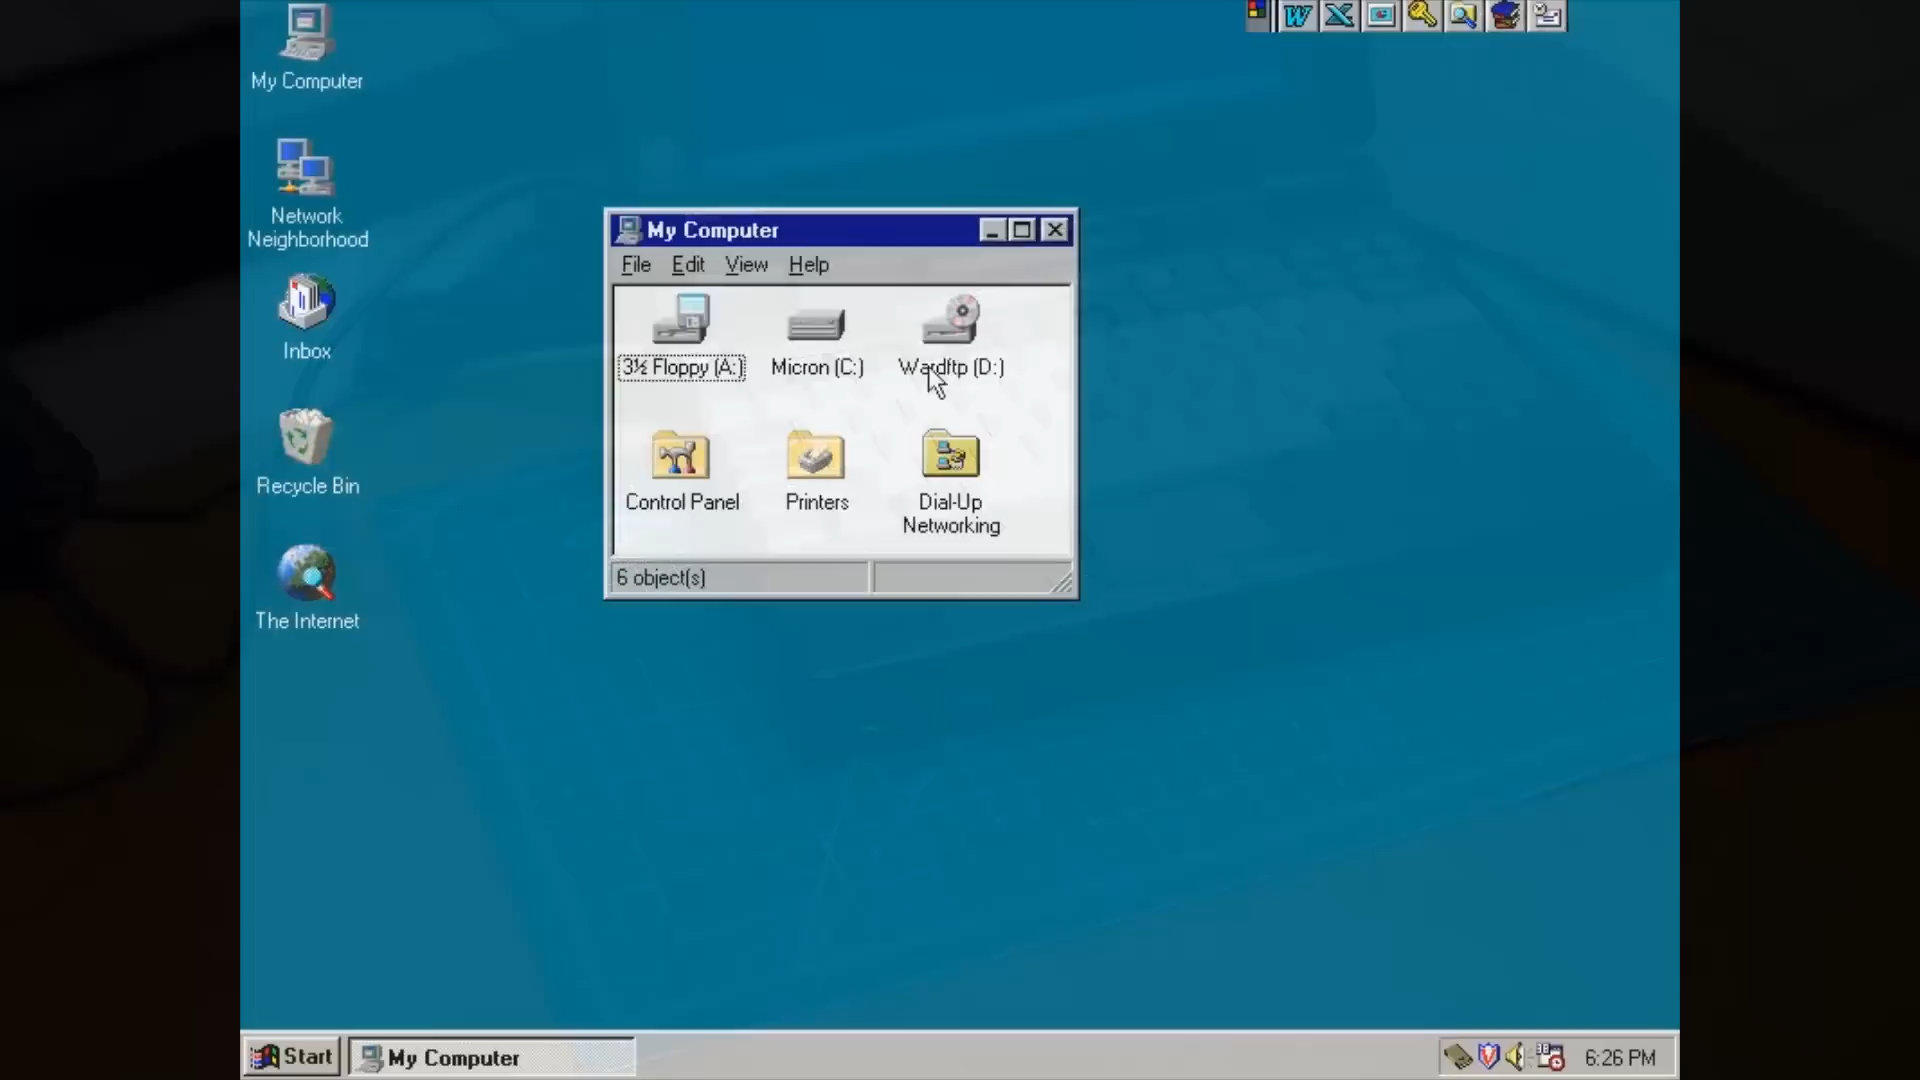 My Computer
Network
Neighborhood
Inbox
Recycle Bin
The Internet
W
X
My Computer
File Edit View Help
3½ Floppy (A:) Micron (C:) Wardftp (D:)
Control Panel Printers Dial-Up
Networking
6 object(s)
Start My Computer 6:26 PM